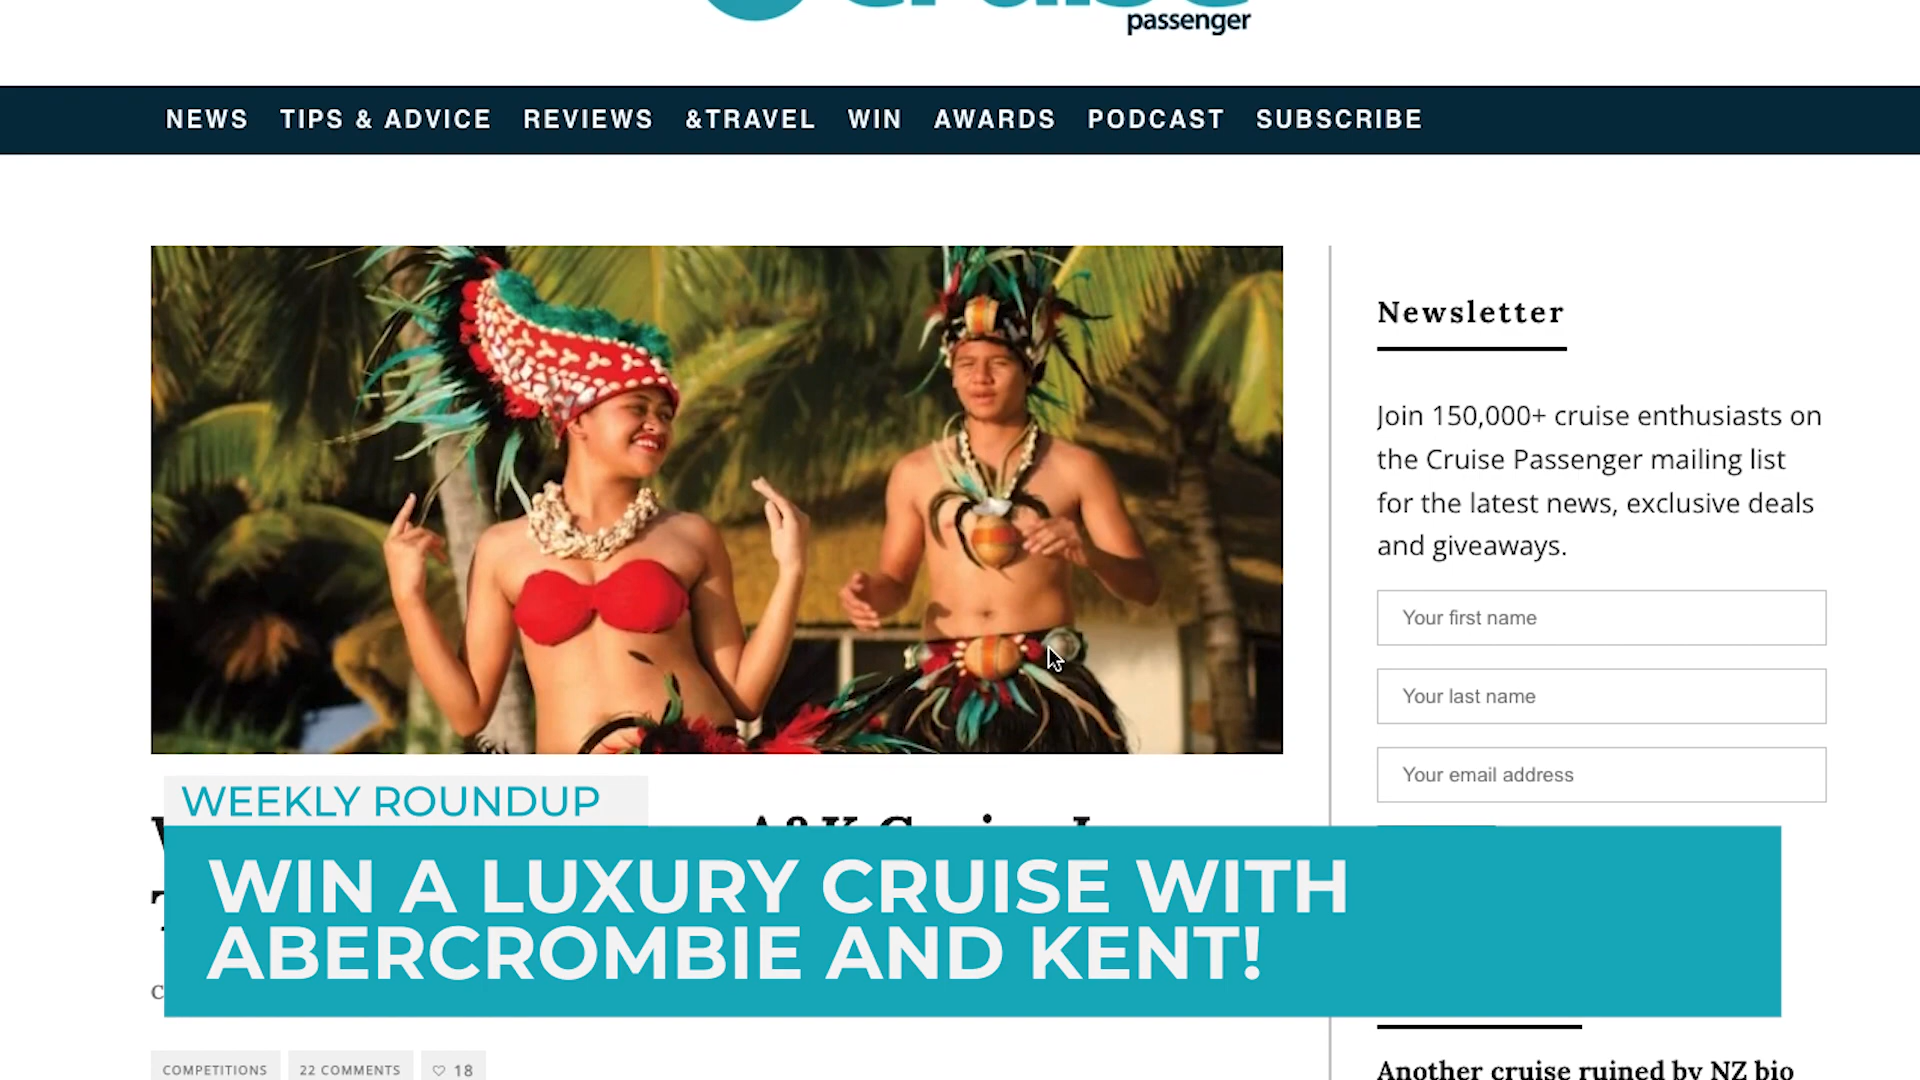 passenger
NEWS TIPS & ADVICE REVIEWS &TRAVEL WIN AWARDS PODCAST SUBSCRIBE
Newsletter
Join 150,000+ cruise enthusiasts on
the Cruise Passenger mailing list
for the latest news, exclusive deals
and giveaways.
Your first name
Your last name
Your email address
WEEKLY ROUNDUP
WIN A LUXURY CRUISE WITH
ABERCROMBIE AND KENT!
COMPETITIONS 22 COMMENTS 18
Another cruise ruined by NZ bio